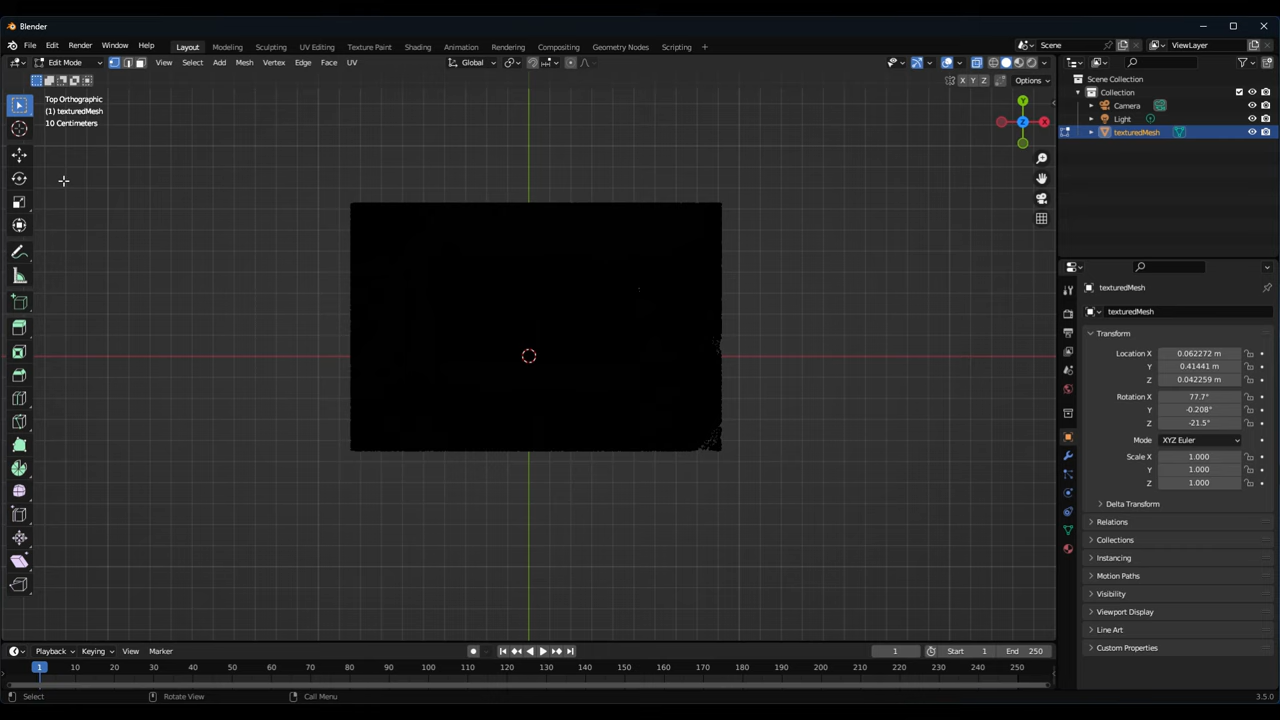 Blender
File Edit Render Window Help Layout Modeling Sculpting UV Editing Texture Paint Shading Animation Rendering Compositing Geometry Nodes Scripting + Scene ViewLayer
Edit Mode View Select Add Mesh Vertex Edge Face UV Global
X Y Z Options
Top Orthographic
(1) texturedMesh
10 Centimeters
Y
Z
X
Scene Collection
Collection
Camera
Light
texturedMesh
texturedMesh
texturedMesh
Transform
Location X 0.062272 m
Y 0.41441 m
Z 0.042259 m
Rotation X 77.7°
Y -0.208°
Z -21.5°
Mode XYZ Euler
Scale X 1.000
Y 1.000
Z 1.000
Delta Transform
Relations
Collections
Instancing
Motion Paths
Visibility
Viewport Display
Line Art
Custom Properties
Playback Keying View Marker 1 Start 1 End 250
1 10 20 30 40 50 60 70 80 90 100 110 120 130 140 150 160 170 180 190 200 210 220 230 240 250
Select Rotate View Call Menu 3.5.0